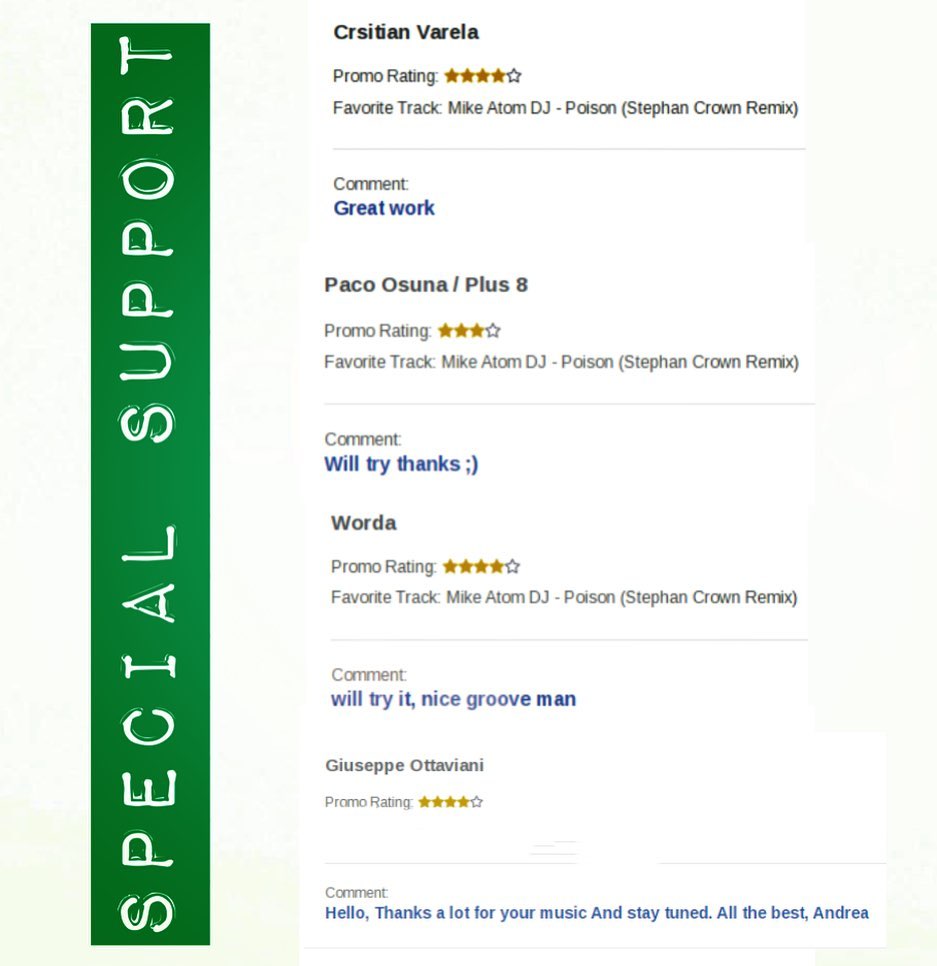 SPECIAL SUPPORT
Crsitian Varela
Promo Rating: ★★★★☆
Favorite Track: Mike Atom DJ - Poison (Stephan Crown Remix)
Comment:
Great work
Paco Osuna / Plus 8
Promo Rating: ★★★☆
Favorite Track: Mike Atom DJ - Poison (Stephan Crown Remix)
Comment:
Will try thanks ;)
Worda
Promo Rating: ★★★★☆
Favorite Track: Mike Atom DJ - Poison (Stephan Crown Remix)
Comment:
will try it, nice groove man
Giuseppe Ottaviani
Promo Rating: ★★★★☆
Comment:
Hello, Thanks a lot for your music And stay tuned. All the best, Andrea